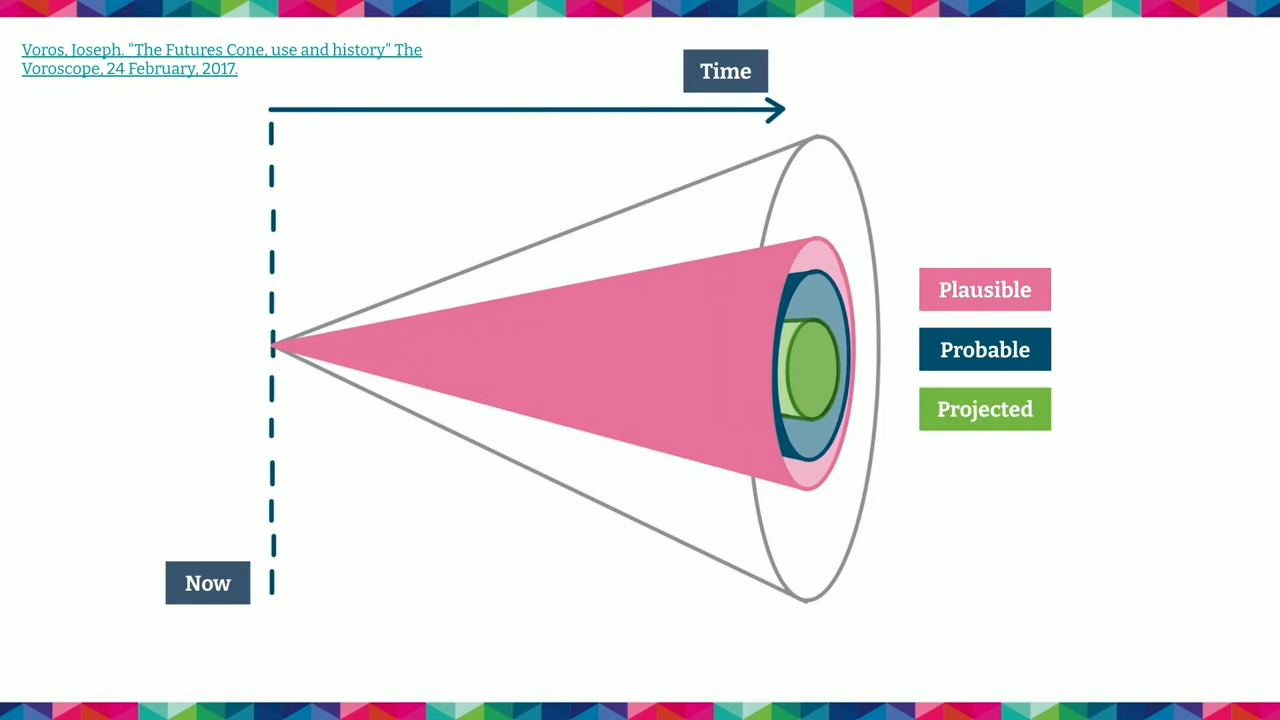 Voros, Joseph. "The Futures Cone, use and history" The
Voroscope, 24 February, 2017.
Time
Plausible
Probable
Projected
Now